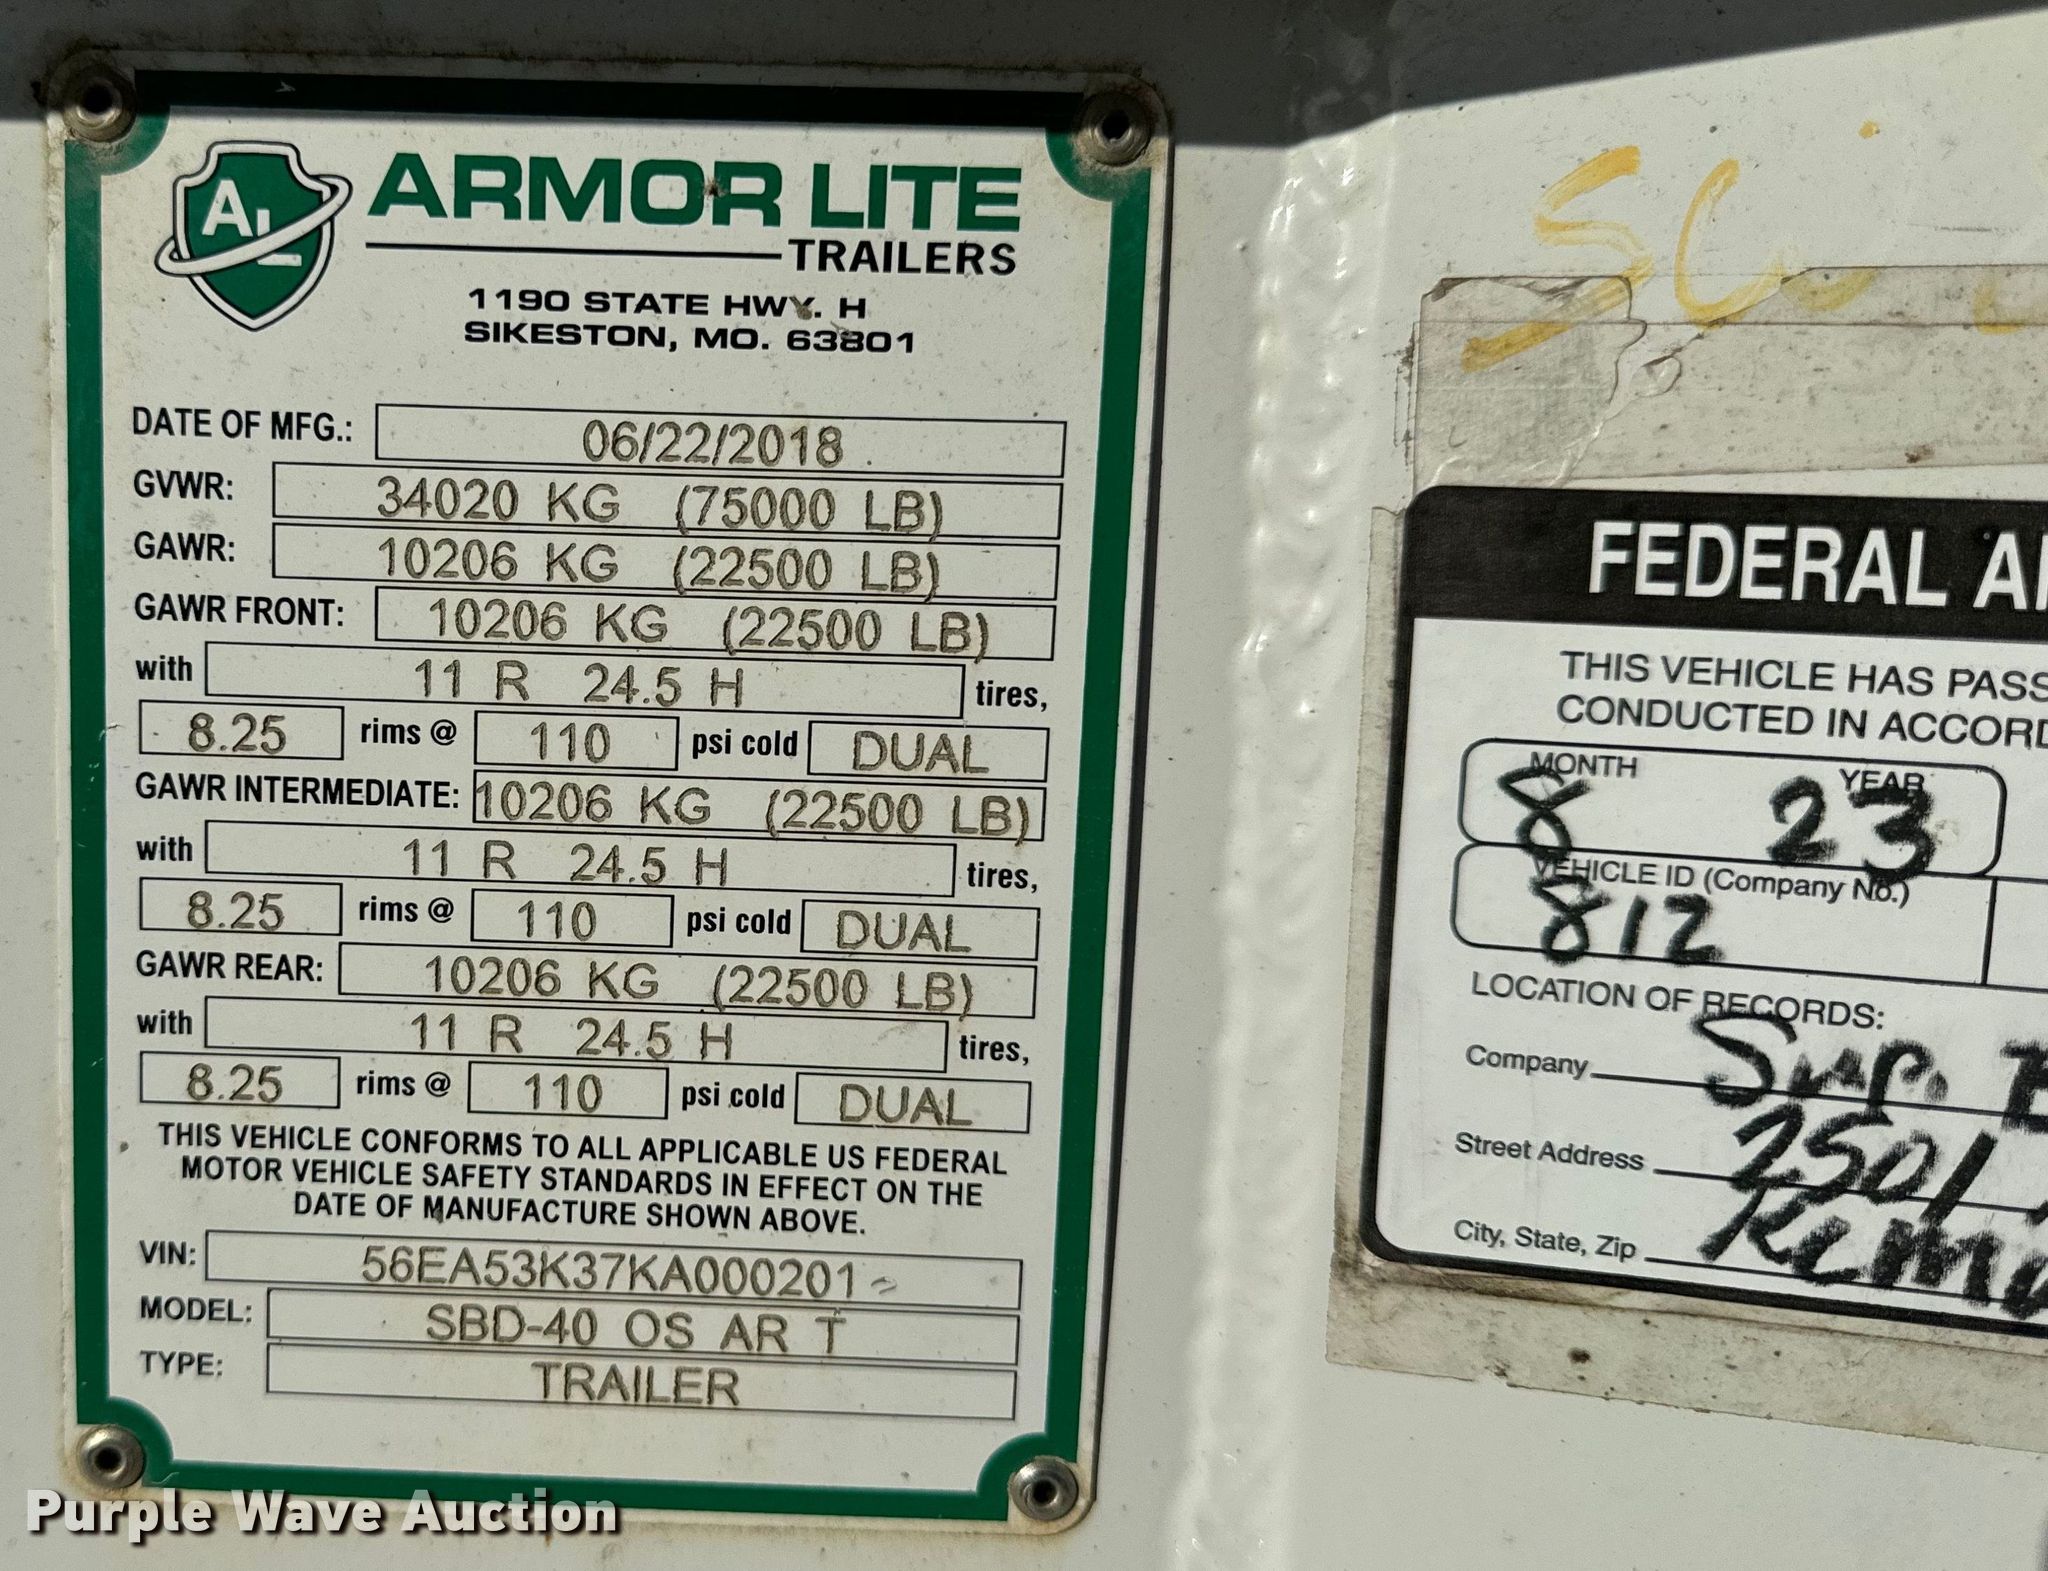 AL
ARMOR LITE
TRAILERS
1190 STATE HWY. H
SIKESTON, MO. 63801
DATE OF MFG.: 06/22/2018
GVWR: 34020 KG (75000 LB)
GAWR: 10206 KG (22500 LB)
GAWR FRONT: 10206 KG (22500 LB)
with 11 R 24.5 H tires,
8.25 rims @ 110 psi cold DUAL
GAWR INTERMEDIATE: 10206 KG (22500 LB)
with 11 R 24.5 H tires,
8.25 rims @ 110 psi cold DUAL
GAWR REAR: 10206 KG (22500 LB)
with 11 R 24.5 H tires,
8.25 rims @ 110 psi cold DUAL
THIS VEHICLE CONFORMS TO ALL APPLICABLE US FEDERAL
MOTOR VEHICLE SAFETY STANDARDS IN EFFECT ON THE
DATE OF MANUFACTURE SHOWN ABOVE.
VIN: 56EA53K37KA000201
MODEL: SBD-40 OS AR T
TYPE: TRAILER
FEDERAL
THIS VEHICLE HAS PASS
CONDUCTED IN ACCORD
MONTH YEAR
8 23
VEHICLE ID (Company No.)
812
LOCATION OF RECORDS:
Company Sup.
Street Address 2501
City, State, Zip
Purple Wave Auction